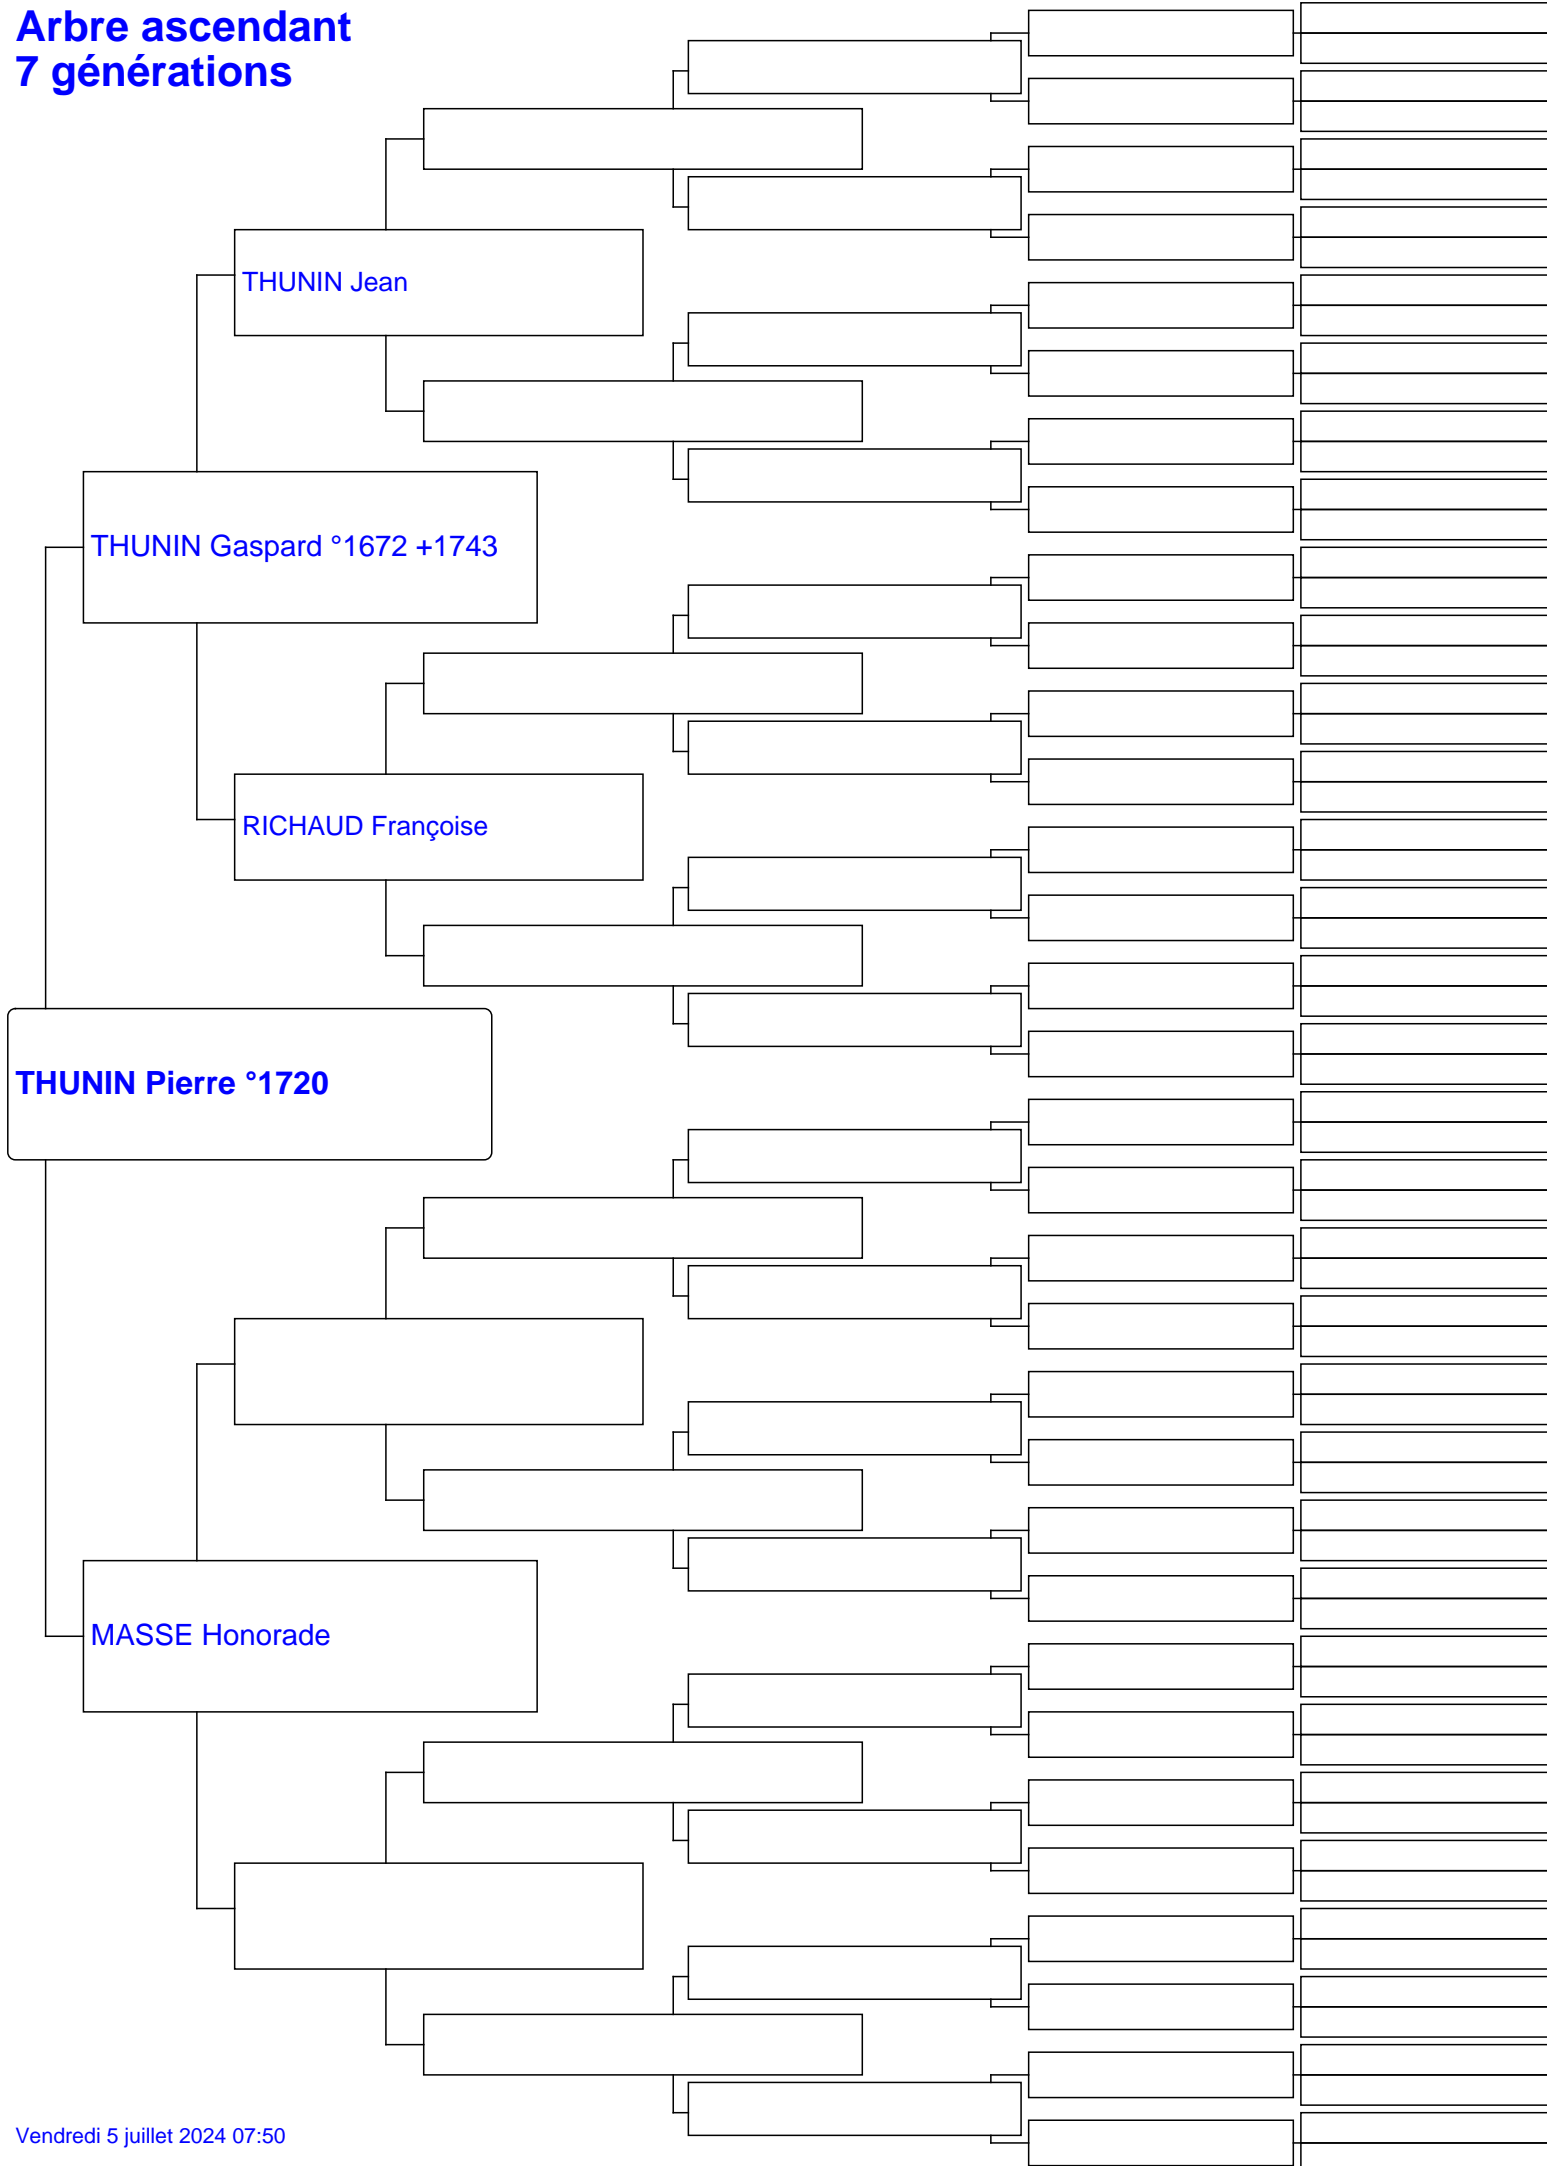 Arbre ascendant
7 générations
THUNIN Jean
THUNIN Gaspard °1672 +1743
RICHAUD Françoise
THUNIN Pierre °1720
MASSE Honorade
Vendredi 5 juillet 2024 07:50